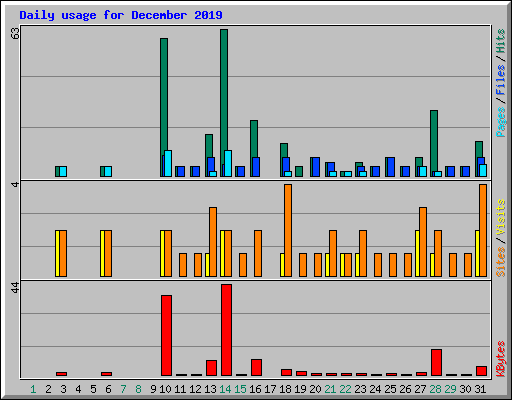 Daily usage for December 2019
63
4
44
Pages / Files / Hits
Sites / Visits
KBytes
1 2 3 4 5 6 7 8 9 10 11 12 13 14 15 16 17 18 19 20 21 22 23 24 25 26 27 28 29 30 31